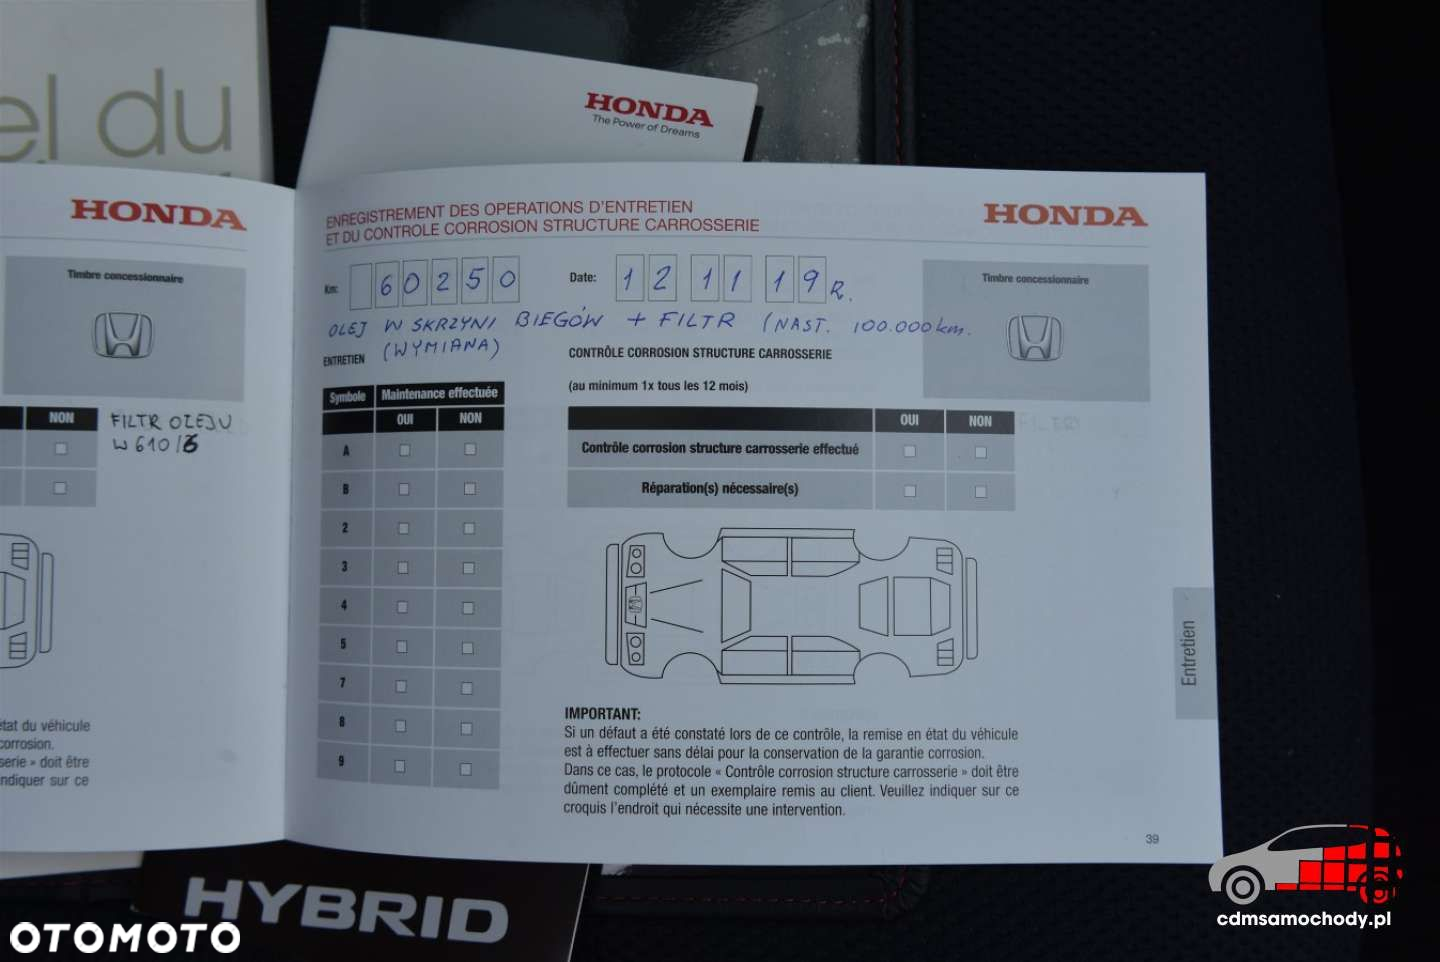 el du
HONDA
The Power of Dreams
HONDA
Timbre concessionnaire
NON
FILTR OLEJU
W 610/6
état du véhicule
corrosion.
serie » doit être
indiquer sur ce
ENREGISTREMENT DES OPERATIONS D'ENTRETIEN
ET DU CONTROLE CORROSION STRUCTURE CARROSSERIE
HONDA
Km: 60250 Date: 12 11 19 R.
Timbre concessionnaire
OLEJ W SKRZYNI BIEGÓW + FILTR (NAST. 100.000km.
(WYMIANA)
ENTRETIEN
Symbole Maintenance effectuée
OUI NON
A
B
2
3
4
5
7
8
9
CONTRÔLE CORROSION STRUCTURE CARROSSERIE
(au minimum 1x tous les 12 mois)
OUI NON
Contrôle corrosion structure carrosserie effectué
Réparation(s) nécessaire(s)
IMPORTANT:
Si un défaut a été constaté lors de ce contrôle, la remise en état du véhicule
est à effectuer sans délai pour la conservation de la garantie corrosion.
Dans ce cas, le protocole « Contrôle corrosion structure carrosserie » doit être
dûment complété et un exemplaire remis au client. Veuillez indiquer sur ce
croquis l'endroit qui nécessite une intervention.
Entretien
39
HYBRID
OTOMOTO
cdmsamochody.pl